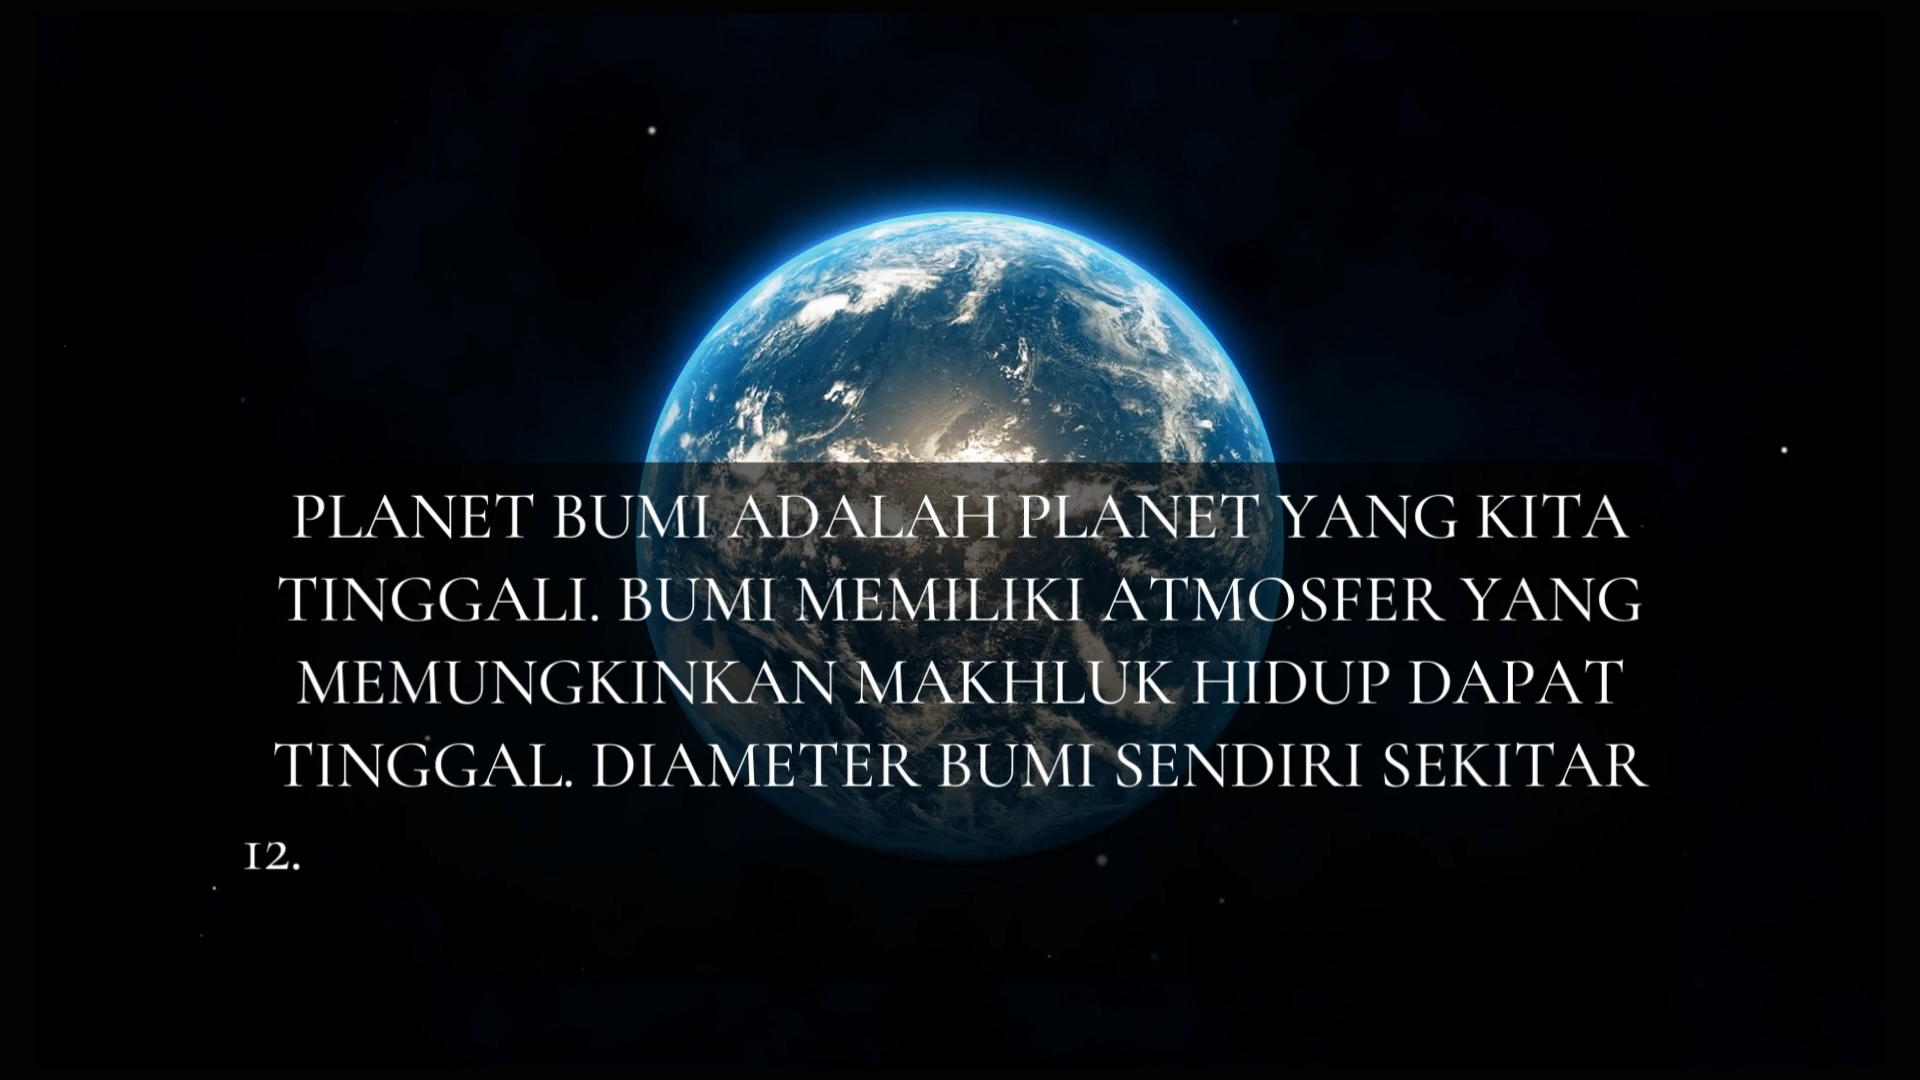 PLANET BUMI ADALAH PLANET YANG KITA
TINGGALI. BUMI MEMILIKI ATMOSFER YANG
MEMUNGKINKAN MAKHLUK HIDUP DAPAT
TINGGAL. DIAMETER BUMI SENDIRI SEKITAR
12.